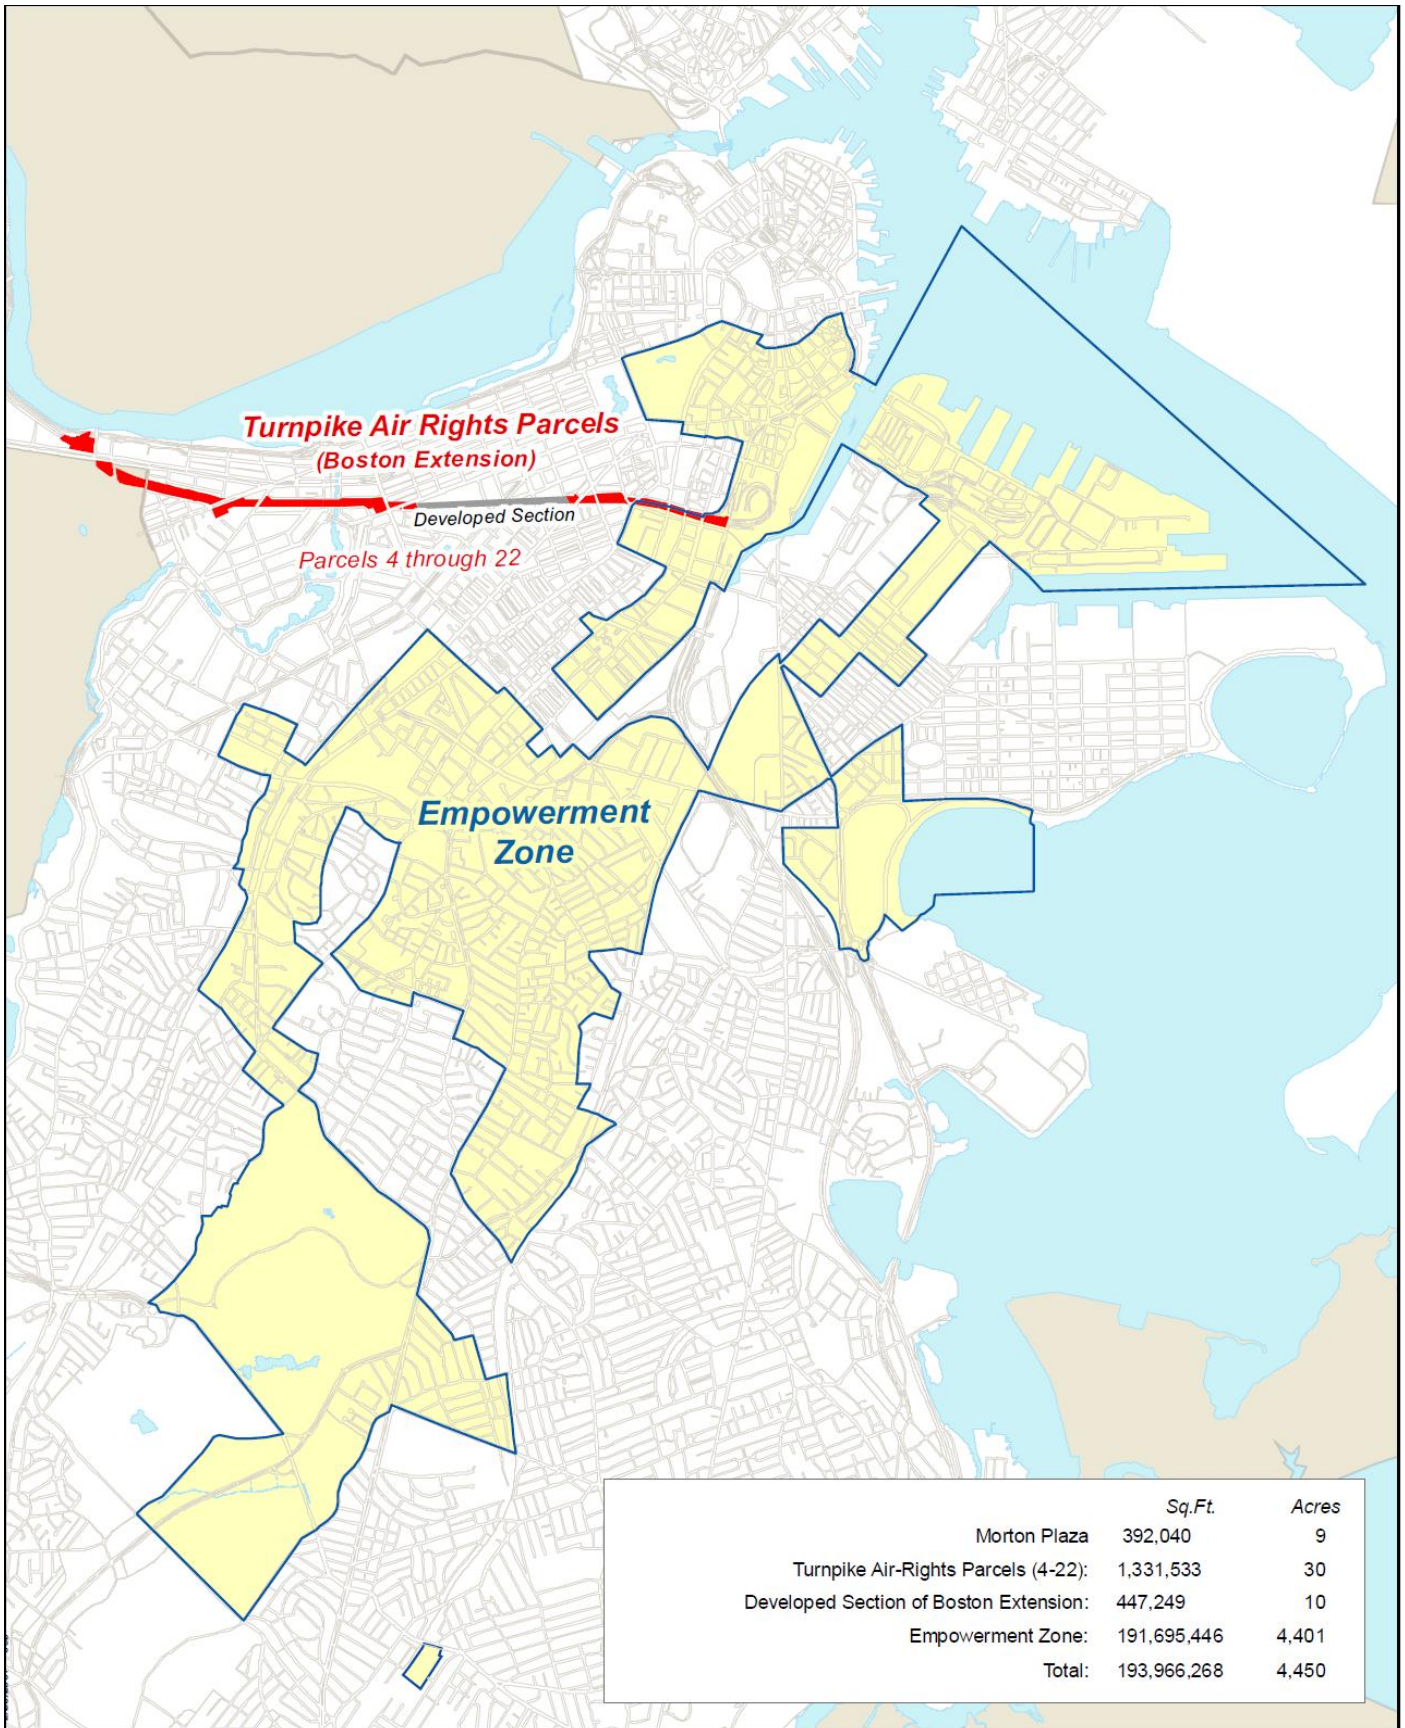 Turnpike Air Rights Parcels
(Boston Extension)
Developed Section
Parcels 4 through 22
Empowerment
Zone
Sq.Ft. Acres
Morton Plaza 392,040 9
Turnpike Air-Rights Parcels (4-22): 1,331,533 30
Developed Section of Boston Extension: 447,249 10
Empowerment Zone: 191,695,446 4,401
Total: 193,966,268 4,450